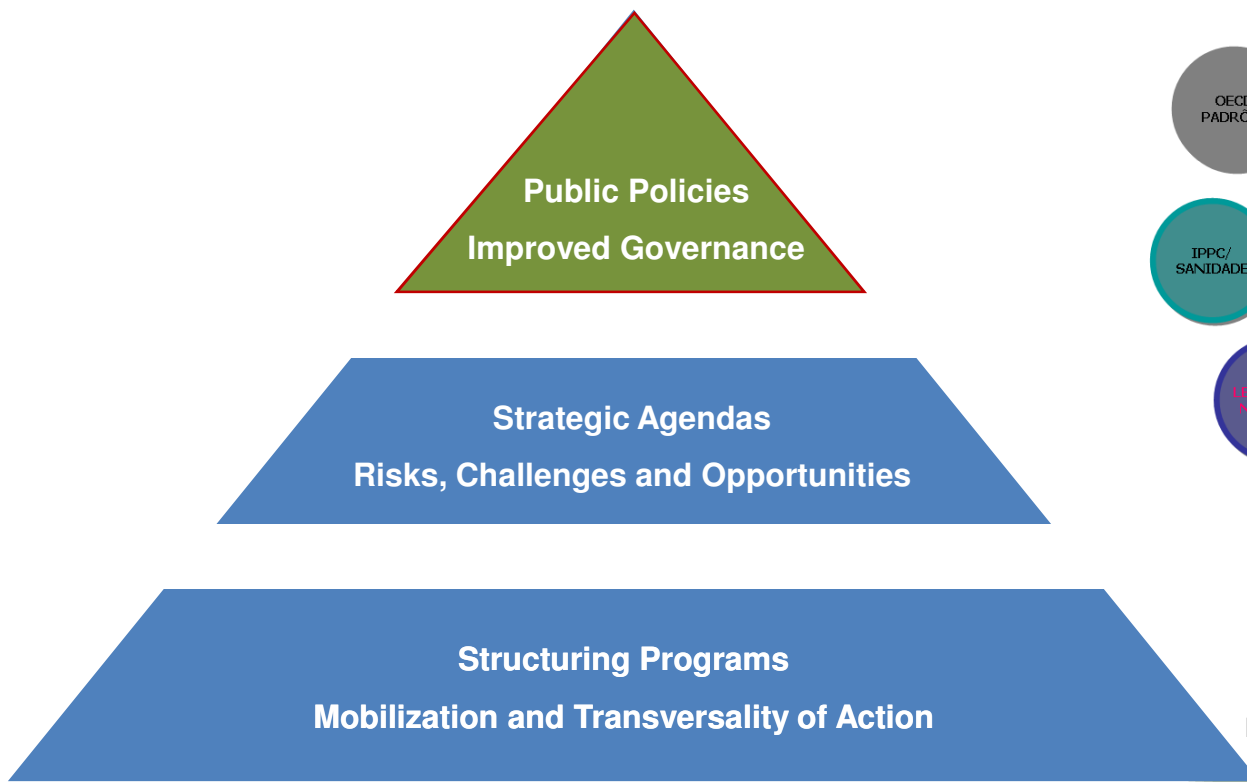 Public Policies
Improved Governance
Strategic Agendas
Risks, Challenges and Opportunities
Structuring Programs
Mobilization and Transversality of Action
IPPC/
SANIDADE